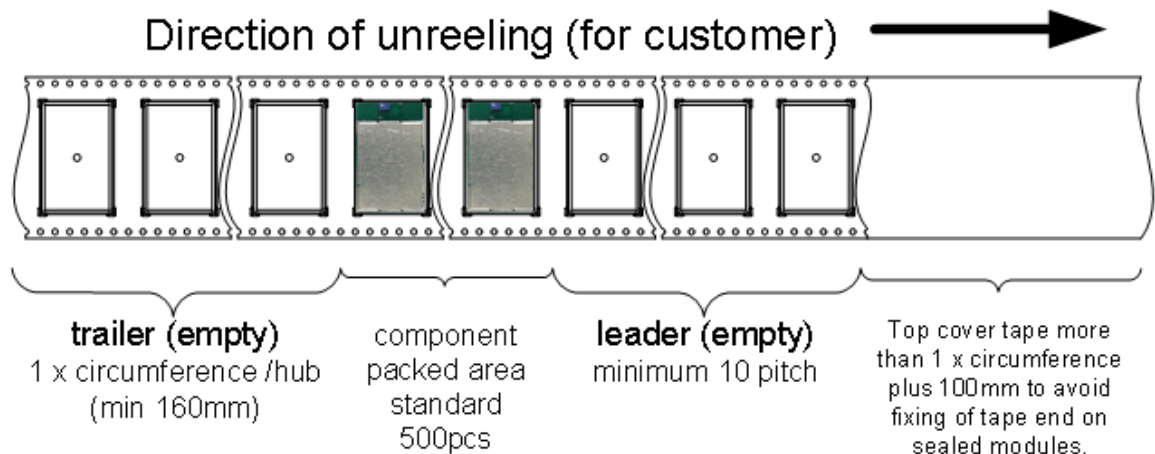 Direction of unreeling (for customer)
trailer (empty)
1 x circumference /hub
(min 160mm)
component
packed area
standard
500pcs
leader (empty)
minimum 10 pitch
Top cover tape more
than 1 x circumference
plus 100mm to avoid
fixing of tape end on
sealed modules.